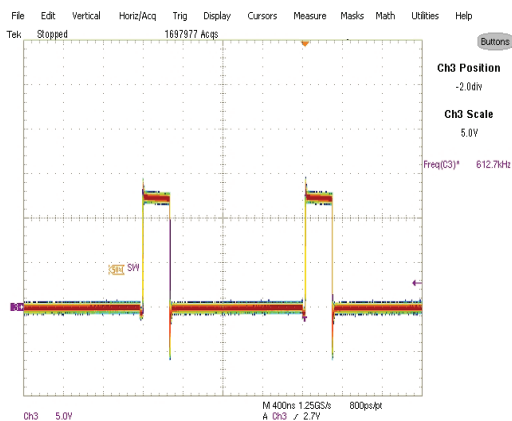 File Edit Vertical Horiz/Acq Trig Display Cursors Measure Masks Math Utilities Help
Tek Stopped 1697977 Acqs
Buttons
Ch3 Position
-2.0div
Ch3 Scale
5.0V
Freq(C3)* 612.7kHz
SW
Ch3 5.0V
M 400ns 1.25GS/s 800ps/pt
A Ch3 / 2.7V